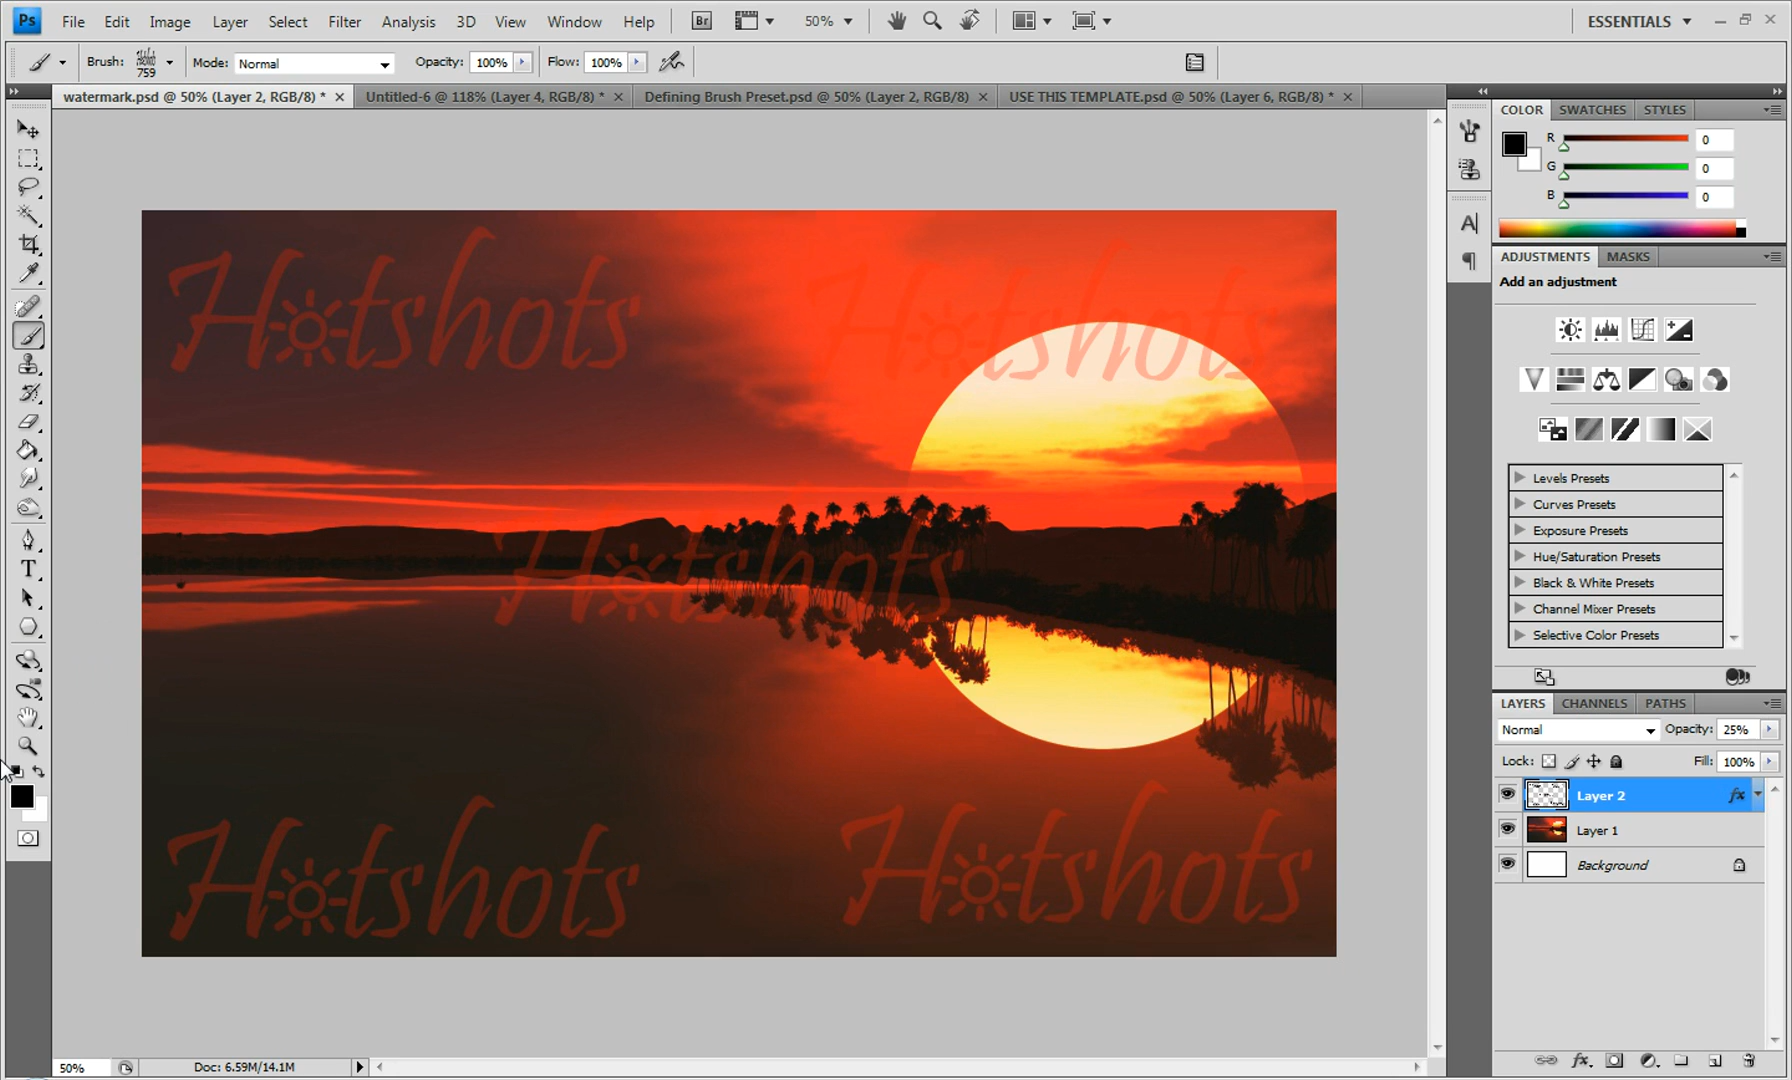 Ps File Edit Image Layer Select Filter Analysis 3D View Window Help Br 50% ESSENTIALS
Brush: 759 Mode: Normal Opacity: 100% Flow: 100%
watermark.psd @ 50% (Layer 2, RGB/8) * Untitled-6 @ 118% (Layer 4, RGB/8) * Defining Brush Preset.psd @ 50% (Layer 2, RGB/8) USE THIS TEMPLATE.psd @ 50% (Layer 6, RGB/8) *
COLOR SWATCHES STYLES
R 0
G 0
B 0
ADJUSTMENTS MASKS
Add an adjustment
Levels Presets
Curves Presets
Exposure Presets
Hue/Saturation Presets
Black & White Presets
Channel Mixer Presets
Selective Color Presets
LAYERS CHANNELS PATHS
Normal Opacity: 25%
Lock: Fill: 100%
Layer 2 fx
Layer 1
Background
Hotshots Hotshots
Hotshots
Hotshots Hotshots
50% Doc: 6.59M/14.1M